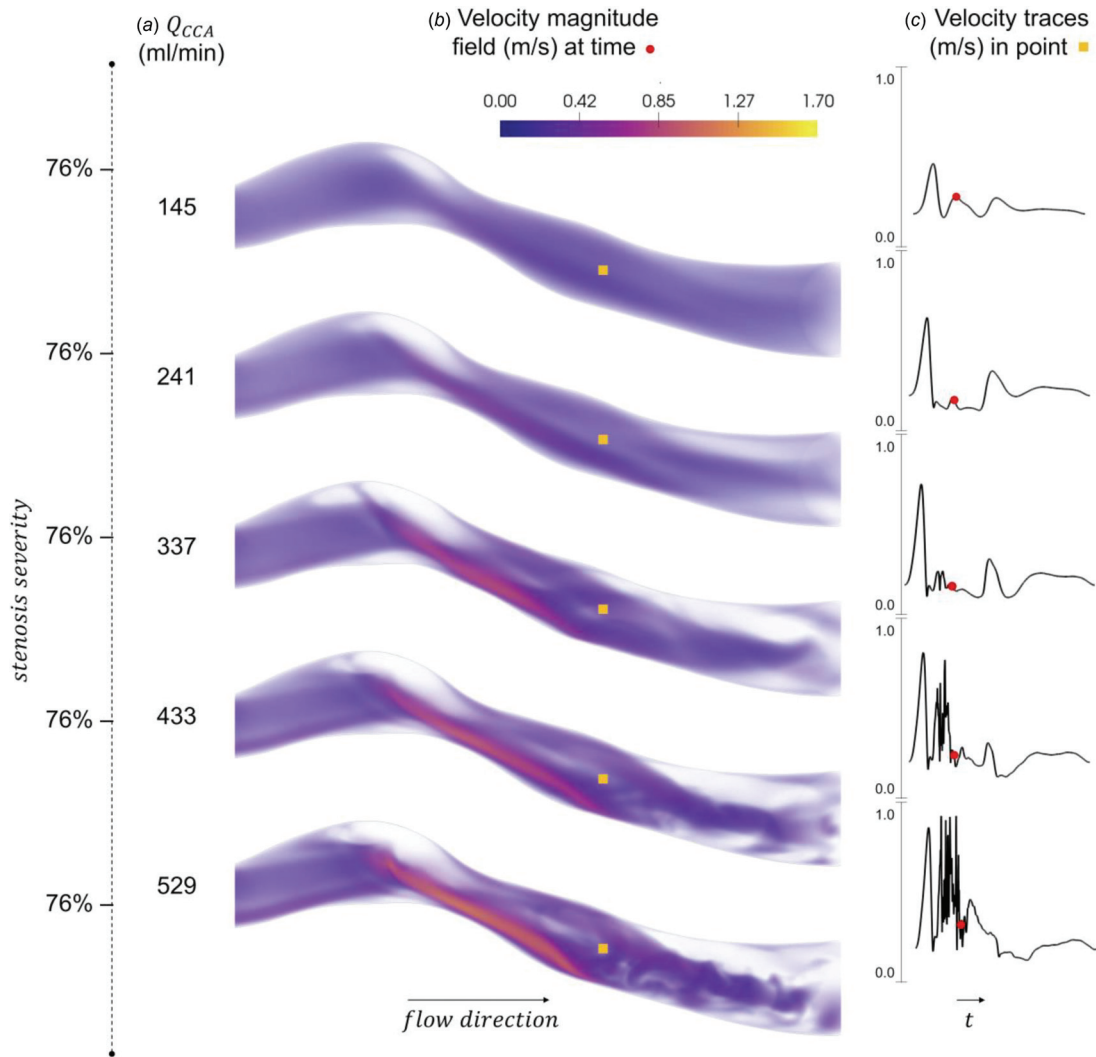 (a) Q_CCA
(ml/min)
(b) Velocity magnitude
field (m/s) at time
(c) Velocity traces
(m/s) in point
0.00 0.42 0.85 1.27 1.70
stenosis severity
76%
145
1.0
0.0
76%
241
1.0
0.0
76%
337
1.0
0.0
76%
433
1.0
0.0
76%
529
1.0
0.0
flow direction
t